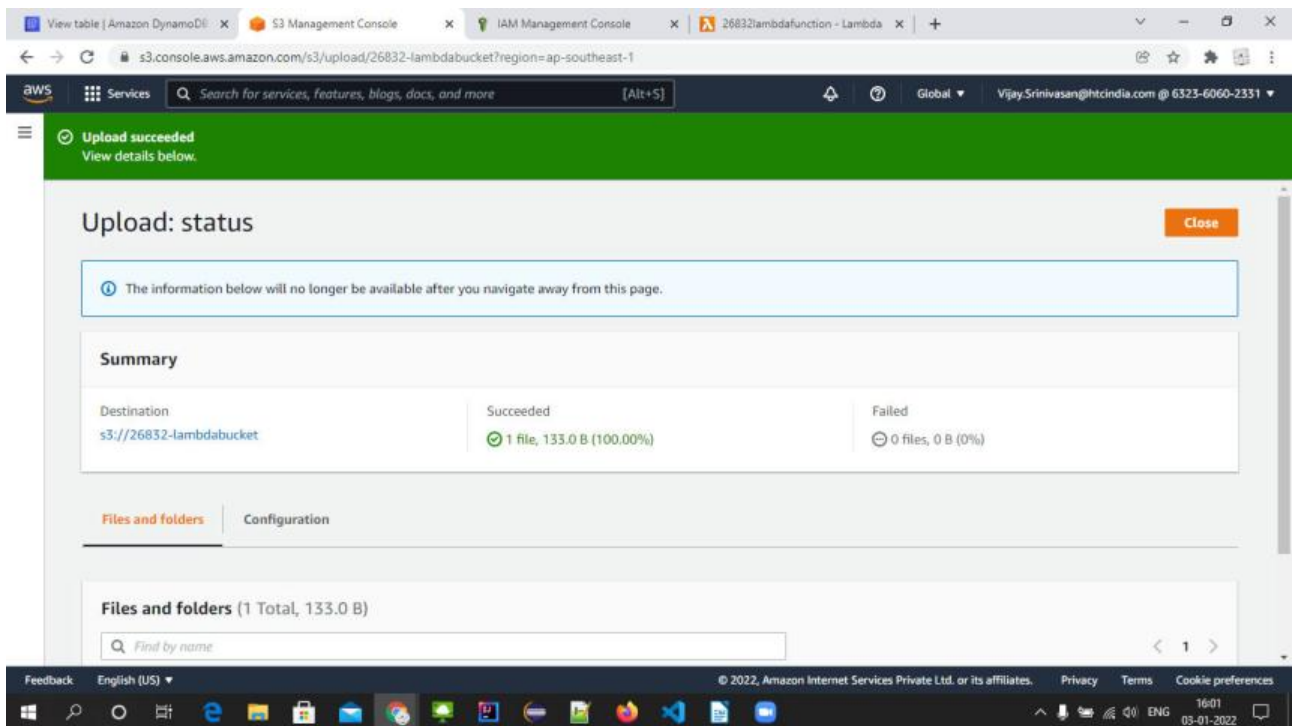 View table | Amazon DynamoDB
S3 Management Console
IAM Management Console
26832lambdafunction - Lambda
s3.console.aws.amazon.com/s3/upload/26832-lambdabucket?region=ap-southeast-1
aws
Services
Search for services, features, blogs, docs, and more
[Alt+S]
Global
Vijay.Srinivasan@htcindia.com @ 6323-6060-2331
Upload succeeded
View details below.
Upload: status
Close
The information below will no longer be available after you navigate away from this page.
Summary
Destination
Succeeded
Failed
s3://26832-lambdabucket
1 file, 133.0 B (100.00%)
0 files, 0 B (0%)
Files and folders
Configuration
Files and folders (1 Total, 133.0 B)
Find by name
1
Feedback
English (US)
© 2022, Amazon Internet Services Private Ltd. or its affiliates.
Privacy
Terms
Cookie preferences
ENG
16:01
03-01-2022